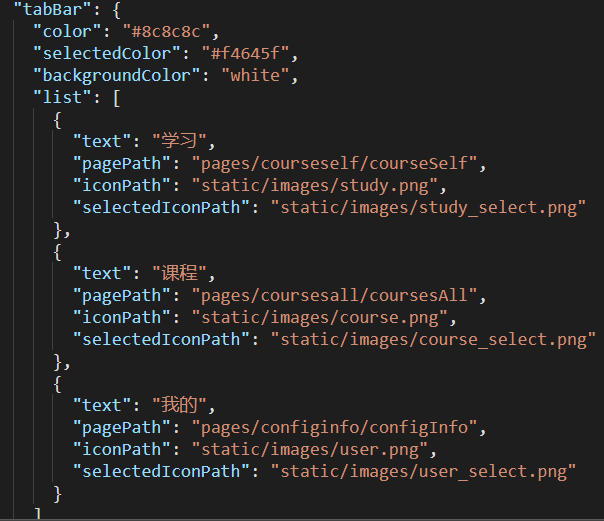 "tabBar": {
"color": "#8c8c8c",
"selectedColor": "#f4645f",
"backgroundColor": "white",
"list": [
{
"text": "学习",
"pagePath": "pages/courseself/courseSelf",
"iconPath": "static/images/study.png",
"selectedIconPath": "static/images/study_select.png"
},
{
"text": "课程",
"pagePath": "pages/coursesall/coursesAll",
"iconPath": "static/images/course.png",
"selectedIconPath": "static/images/course_select.png"
},
{
"text": "我的",
"pagePath": "pages/configinfo/configInfo",
"iconPath": "static/images/user.png",
"selectedIconPath": "static/images/user_select.png"
}
]